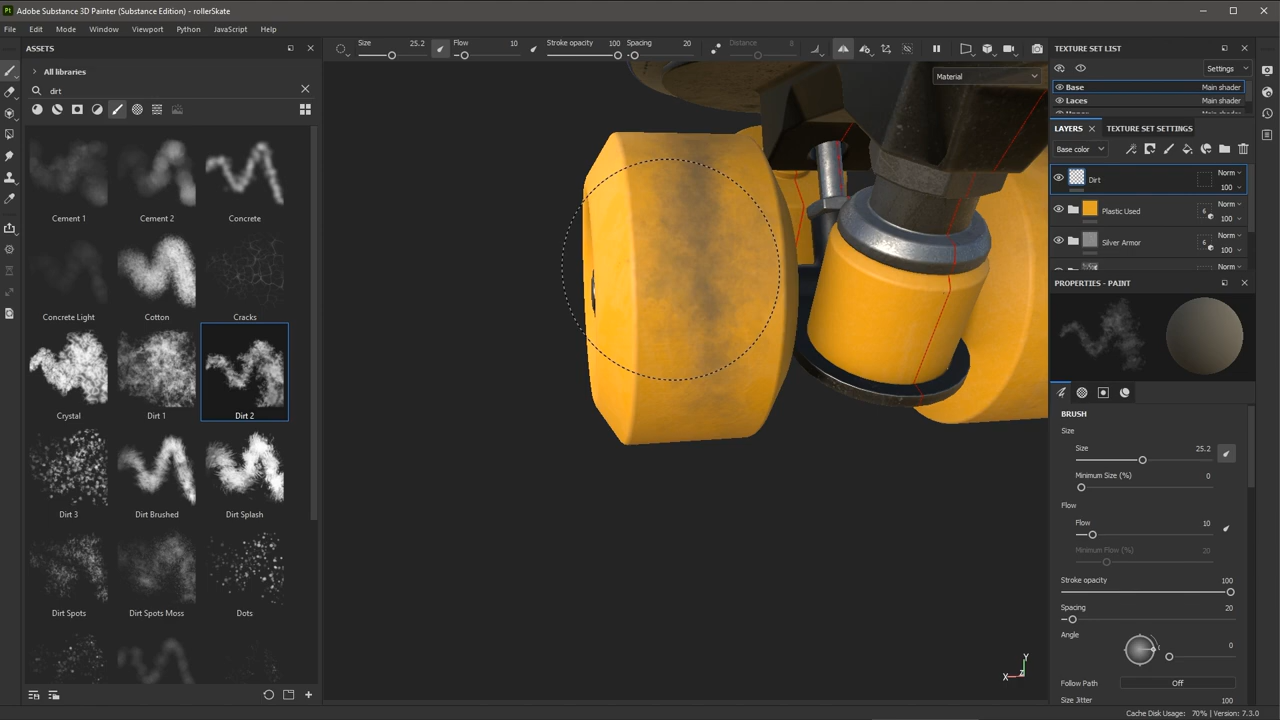 Pt Adobe Substance 3D Painter (Substance Edition) - rollerSkate
File Edit Mode Viewport Python JavaScript Help
ASSETS
All libraries
dirt
Cement 1 Cement 2 Concrete
Concrete Light Cotton Cracks
Crystal Dirt 1 Dirt 2
Dirt 3 Dirt Brushed Dirt Splash
Dirt Spots Dirt Spots Moss Dots
Size 25.2 Flow 10 Stroke opacity 100 Spacing 20 Distance 8
Material
Y
X Z
TEXTURE SET LIST
Settings
Base Main shader
Laces Main shader
LAYERS TEXTURE SET SETTINGS
Base color
Dirt Norm 100
Plastic Used 6 Norm 100
Silver Armor 6 Norm 100
Norm
PROPERTIES - PAINT
BRUSH
Size
Size 25.2
Minimum Size (%) 0
Flow
Flow 10
Minimum Flow (%) 20
Stroke opacity 100
Spacing 20
Angle 0
Follow Path Off
Size Jitter 100
Cache Disk Usage: 70% | Version: 7.3.0